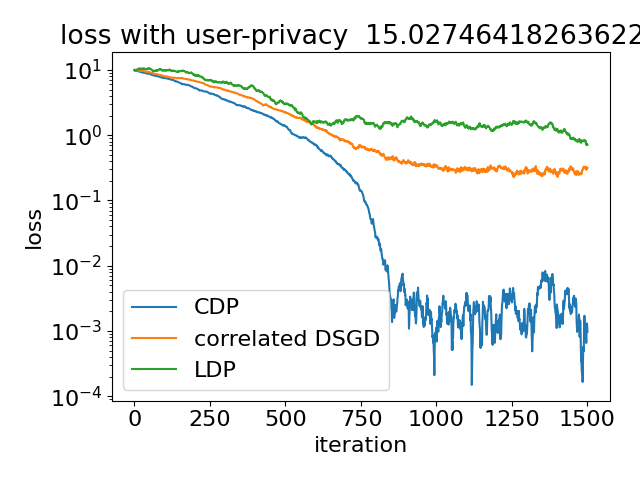 loss with user-privacy 15.02746418263622
loss
10¹
10⁰
10⁻¹
10⁻²
10⁻³
10⁻⁴
CDP
correlated DSGD
LDP
0 250 500 750 1000 1250 1500
iteration